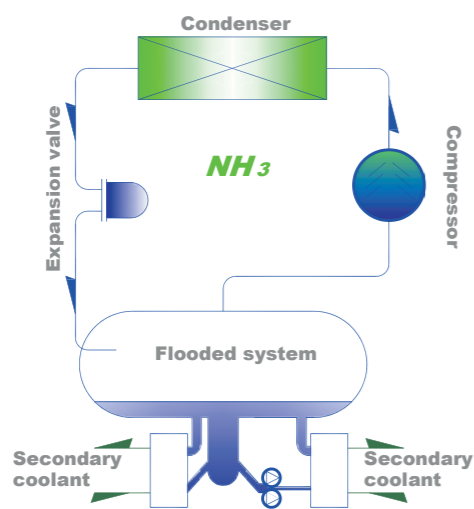 Condenser
NH3
Expansion valve
Compressor
Flooded system
Secondary
coolant
Secondary
coolant